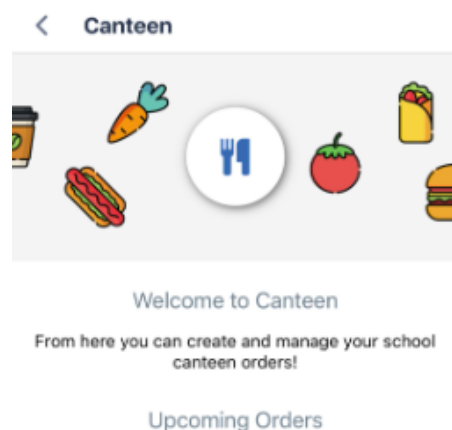 Canteen
Welcome to Canteen
From here you can create and manage your school
canteen orders!
Upcoming Orders